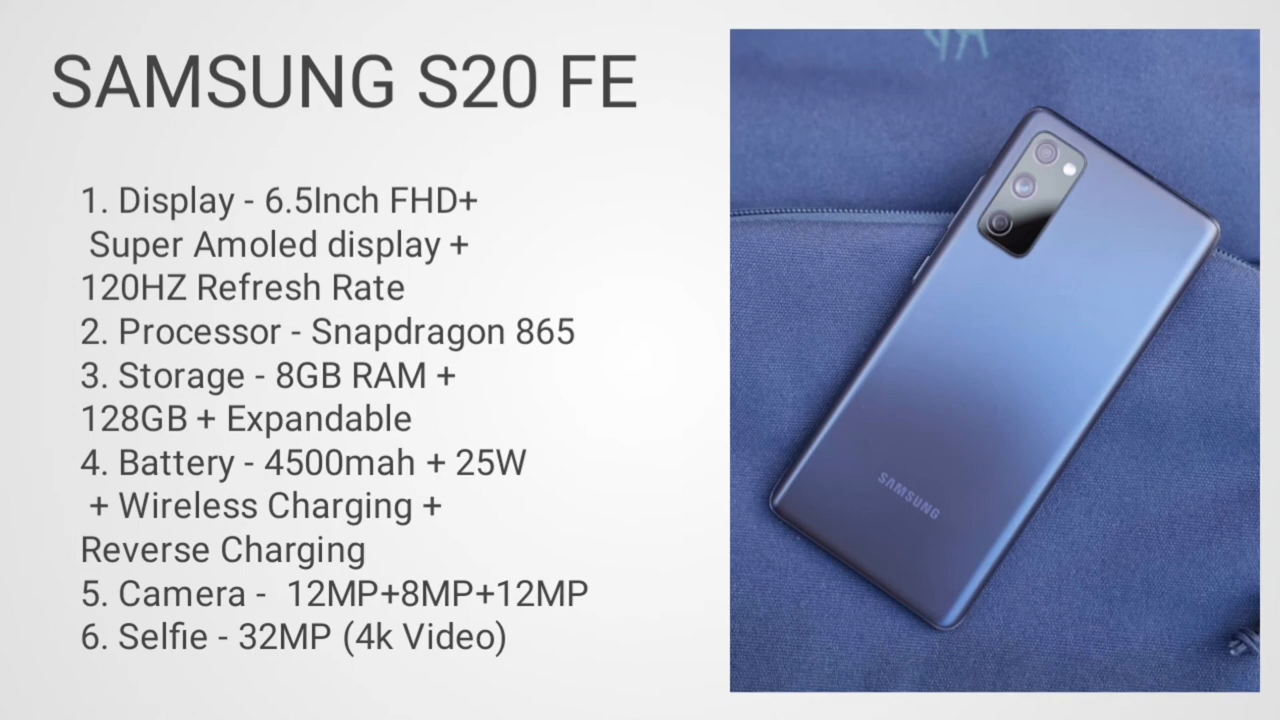 SAMSUNG S20 FE
1. Display - 6.5Inch FHD+
Super Amoled display +
120HZ Refresh Rate
2. Processor - Snapdragon 865
3. Storage - 8GB RAM +
128GB + Expandable
4. Battery - 4500mah + 25W
+ Wireless Charging +
Reverse Charging
5. Camera -  12MP+8MP+12MP
6. Selfie - 32MP (4k Video)
SAMSUNG